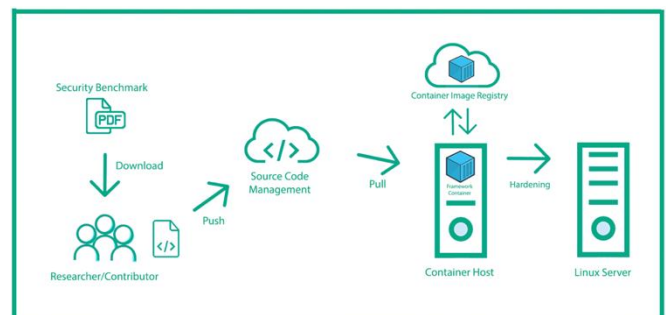 Security Benchmark
PDF
Download
Researcher/Contributor
</>
Push
</>
Source Code
Management
Pull
Container Image Registry
Framework
Container
Container Host
Hardening
Linux Server